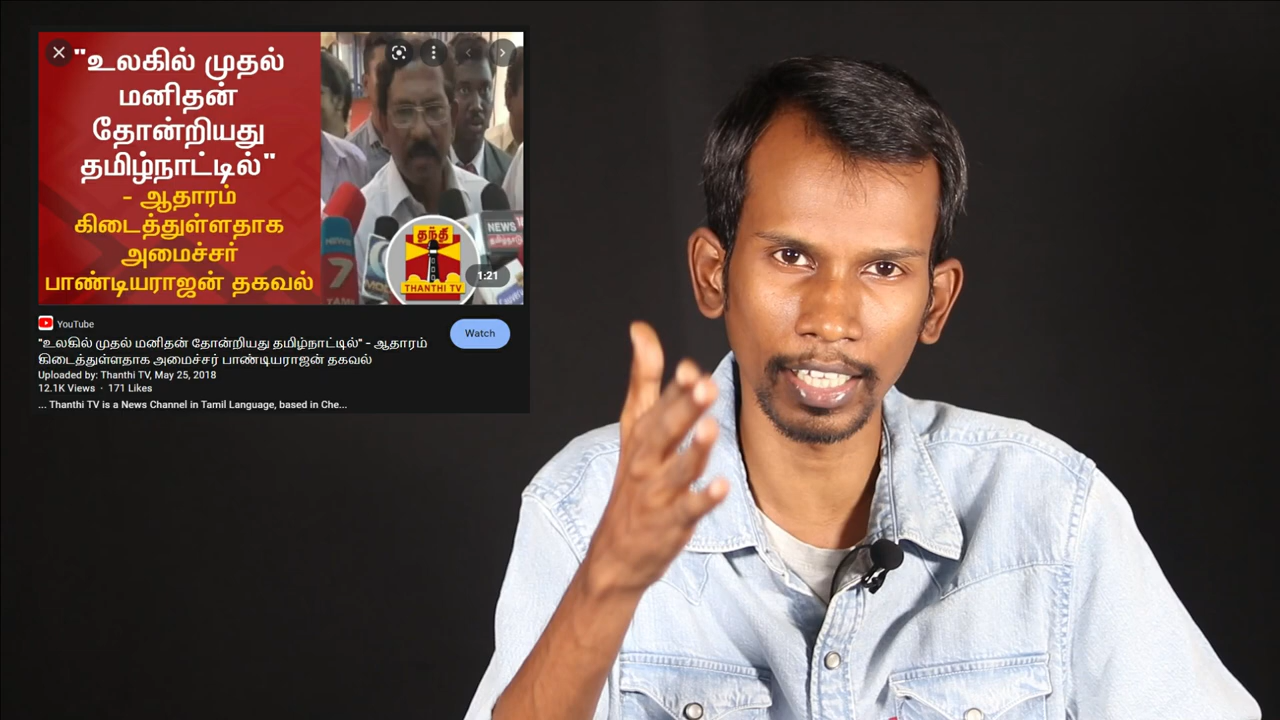 "உலகில் முதல்
மனிதன்
தோன்றியது
தமிழ்நாட்டில்"
- ஆதாரம்
கிடைத்துள்ளதாக
அமைச்சர்
பாண்டியராஜன் தகவல்
NEWS
7
TAMIL
தந்தி
THANTHI TV
NEWS
1:21
YouTube
Watch
"உலகில் முதல் மனிதன் தோன்றியது தமிழ்நாட்டில்" - ஆதாரம்
கிடைத்துள்ளதாக அமைச்சர் பாண்டியராஜன் தகவல்
Uploaded by: Thanthi TV, May 25, 2018
12.1K Views · 171 Likes
... Thanthi TV is a News Channel in Tamil Language, based in Che...